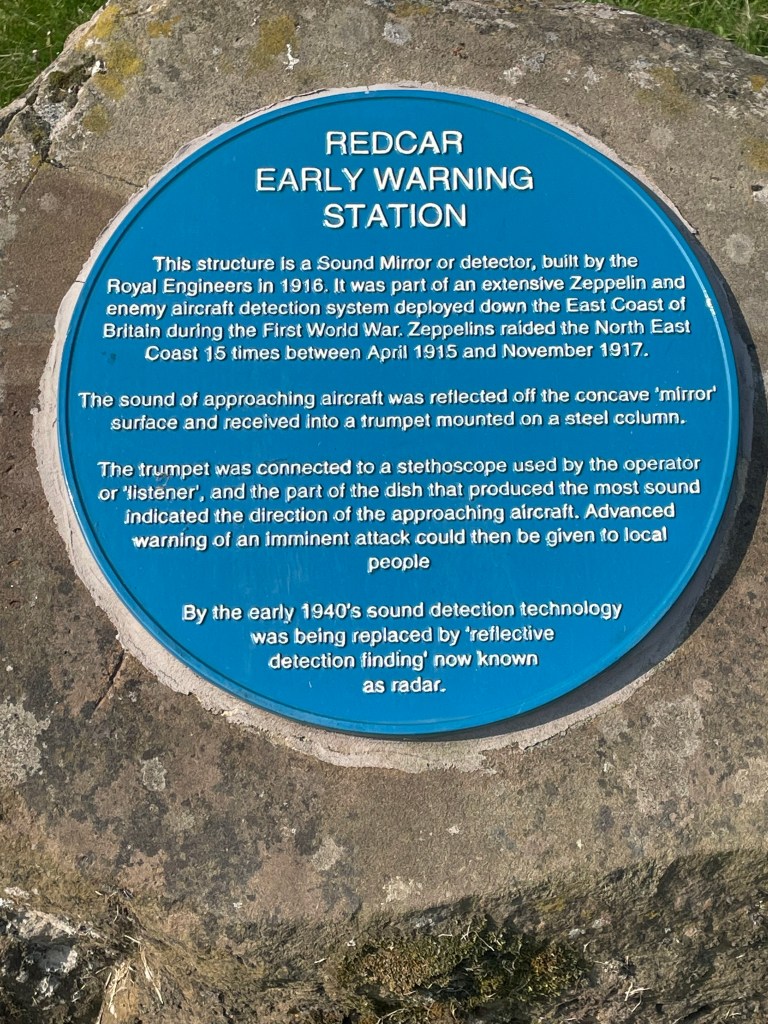 REDCAR
EARLY WARNING
STATION
This structure is a Sound Mirror or detector, built by the
Royal Engineers in 1916. It was part of an extensive Zeppelin and
enemy aircraft detection system deployed down the East Coast of
Britain during the First World War. Zeppelins raided the North East
Coast 15 times between April 1915 and November 1917.
The sound of approaching aircraft was reflected off the concave 'mirror'
surface and received into a trumpet mounted on a steel column.
The trumpet was connected to a stethoscope used by the operator
or 'listener', and the part of the dish that produced the most sound
indicated the direction of the approaching aircraft. Advanced
warning of an imminent attack could then be given to local
people
By the early 1940's sound detection technology
was being replaced by 'reflective
detection finding' now known
as radar.